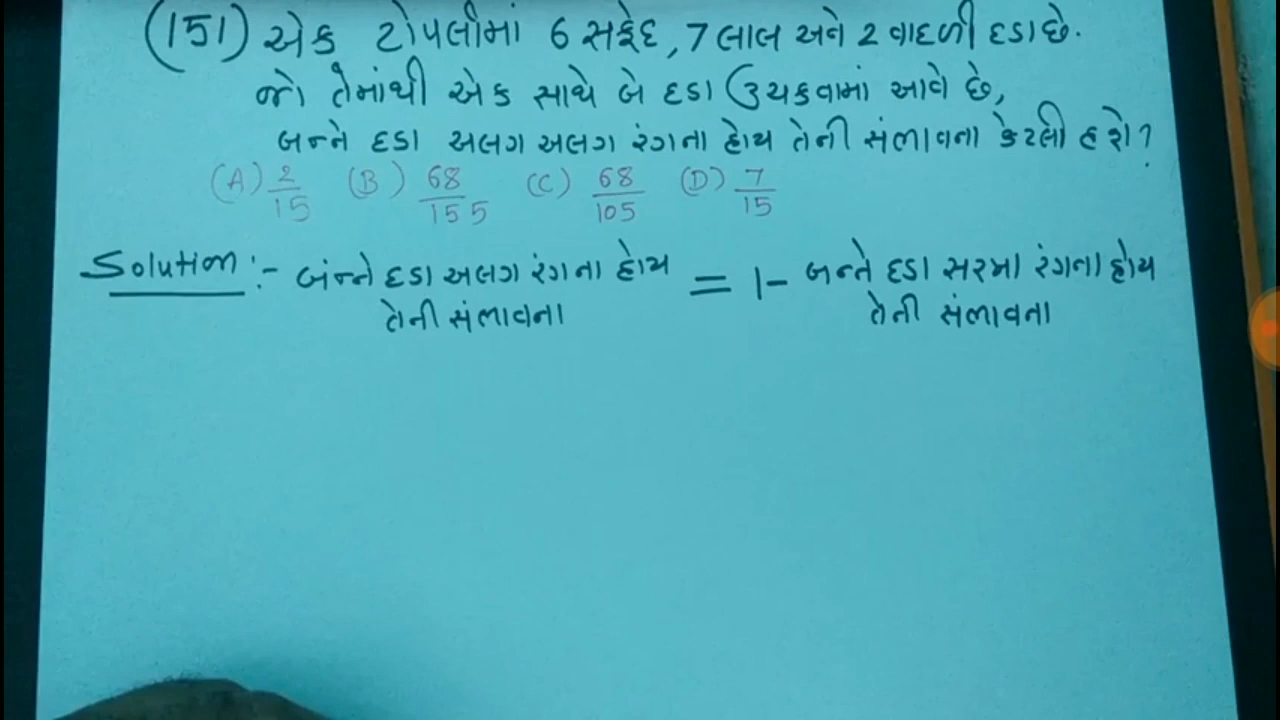 (151) એક ટોપલીમાં 6 સફેદ, 7 લાલ અને 2 વાદળી દડા છે.
જો તેમાંથી એક સાથે બે દડા ઉચકવામાં આવે છે,
બન્ને દડા અલગ અલગ રંગના હોય તેની સંભાવના કેટલી હશે?
(A) 2/15 (B) 68/155 (C) 68/105 (D) 7/15
Solution :- બંન્ને દડા અલગ રંગના હોય = 1- બન્ને દડા સરખા રંગના હોય
તેની સંભાવના તેની સંભાવના